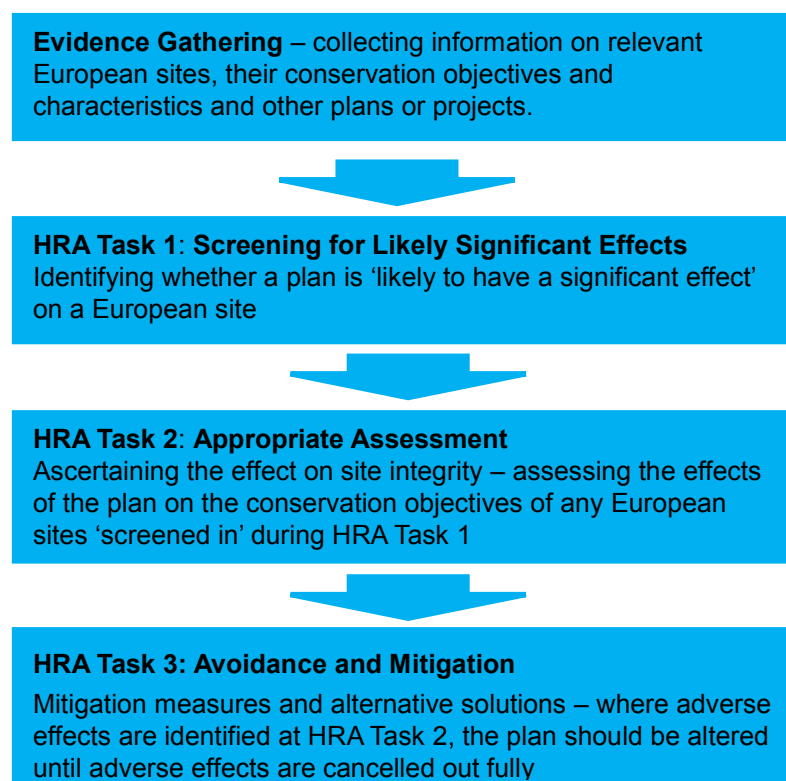 Evidence Gathering – collecting information on relevant
European sites, their conservation objectives and
characteristics and other plans or projects.
HRA Task 1: Screening for Likely Significant Effects
Identifying whether a plan is ‘likely to have a significant effect’
on a European site
HRA Task 2: Appropriate Assessment
Ascertaining the effect on site integrity – assessing the effects
of the plan on the conservation objectives of any European
sites ‘screened in’ during HRA Task 1
HRA Task 3: Avoidance and Mitigation
Mitigation measures and alternative solutions – where adverse
effects are identified at HRA Task 2, the plan should be altered
until adverse effects are cancelled out fully